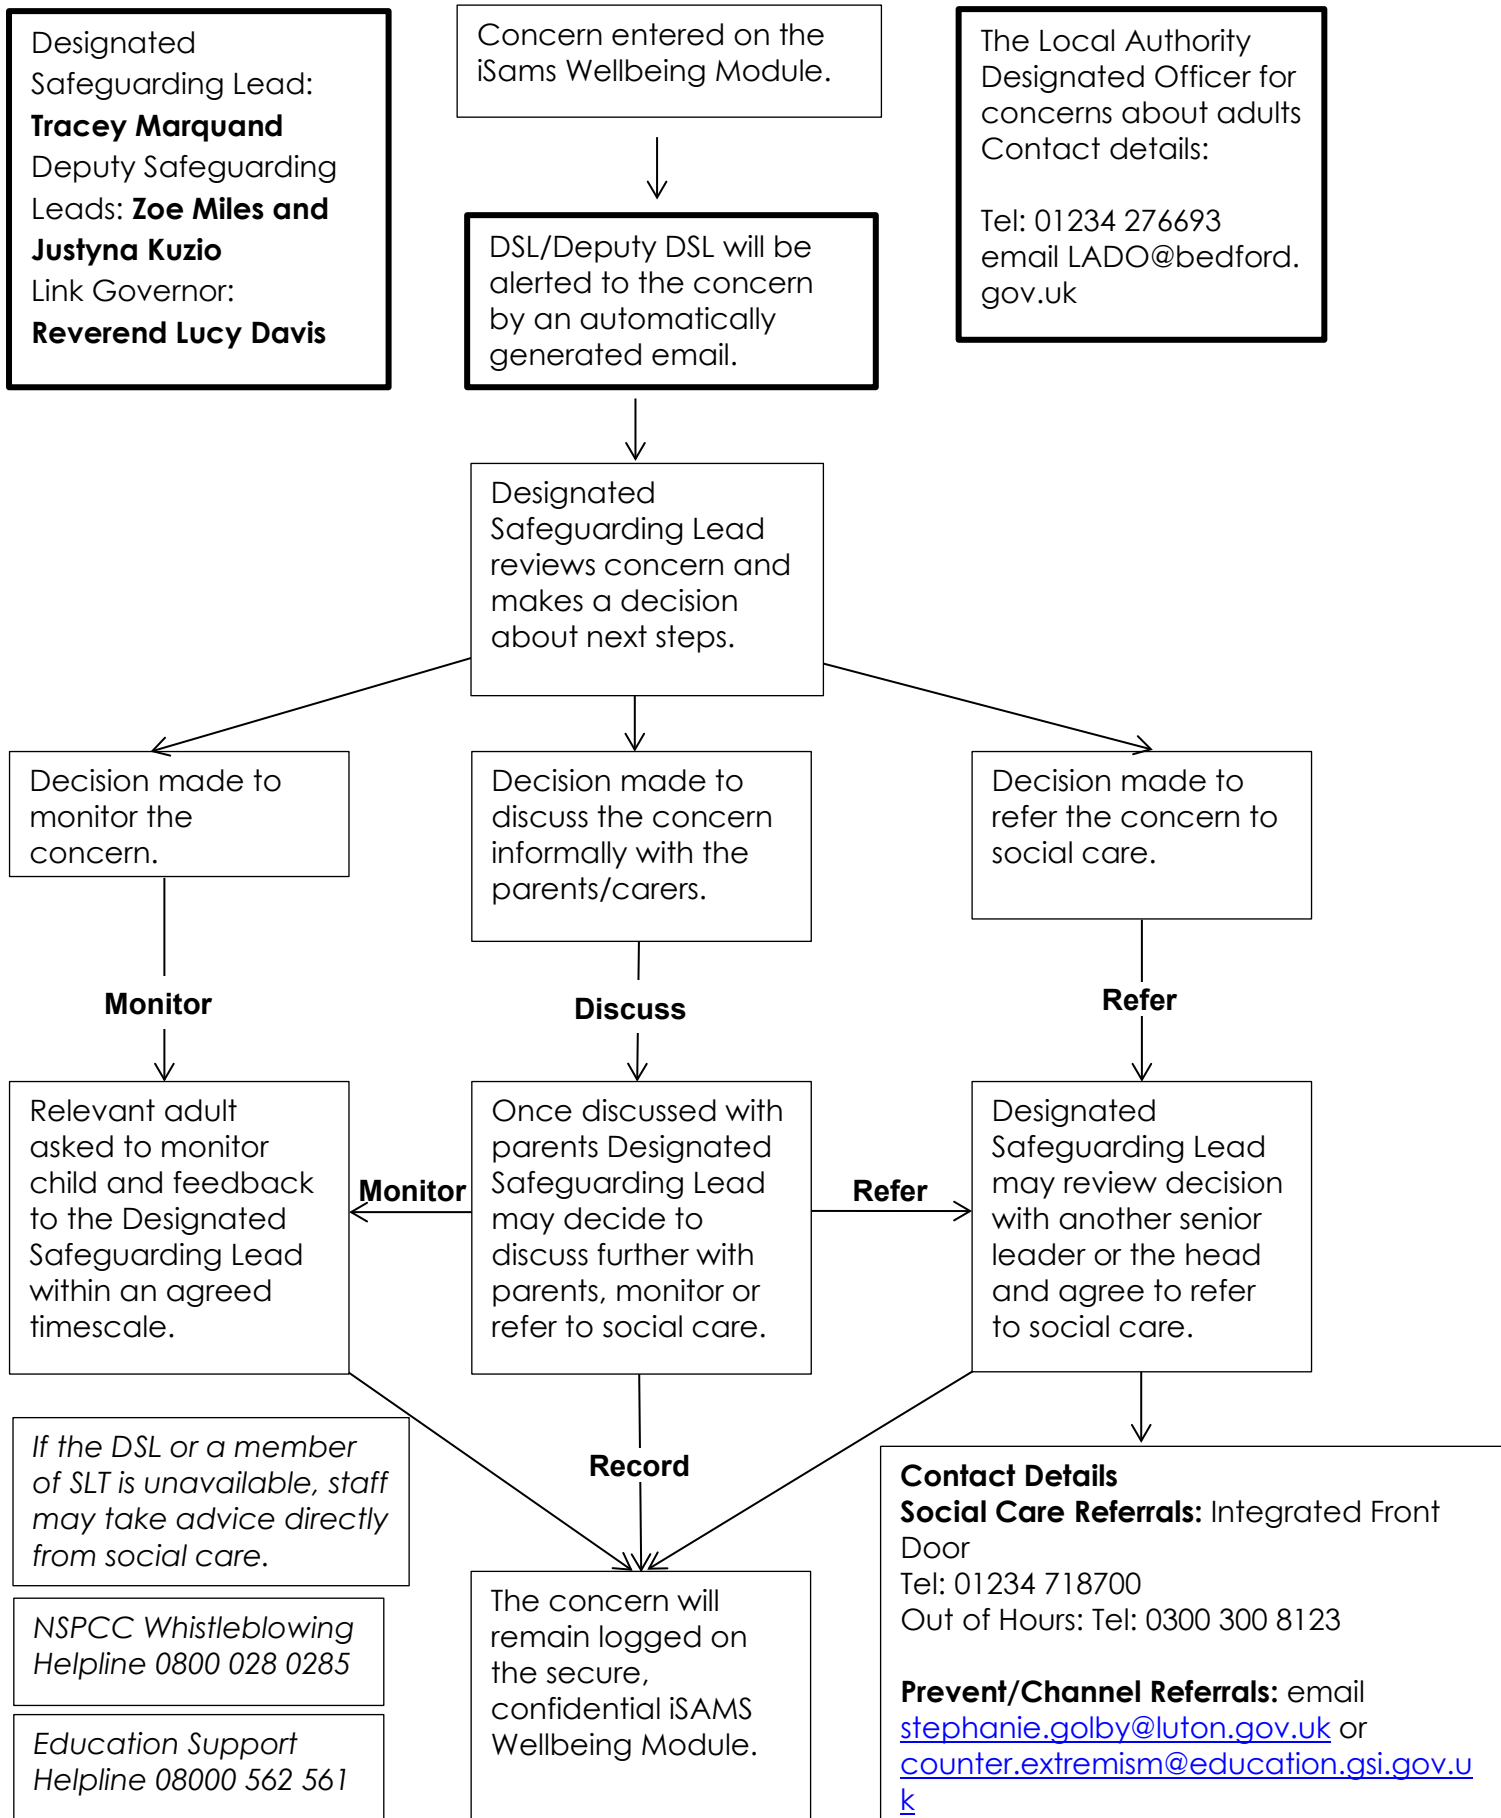 Designated
Safeguarding Lead:
Tracey Marquand
Deputy Safeguarding
Leads: Zoe Miles and
Justyna Kuzio
Link Governor:
Reverend Lucy Davis
Concern entered on the
iSams Wellbeing Module.
The Local Authority
Designated Officer for
concerns about adults
Contact details:
Tel: 01234 276693
email LADO@bedford.
gov.uk
DSL/Deputy DSL will be
alerted to the concern
by an automatically
generated email.
Designated
Safeguarding Lead
reviews concern and
makes a decision
about next steps.
Decision made to
monitor the
concern.
Decision made to
discuss the concern
informally with the
parents/carers.
Decision made to
refer the concern to
social care.
Monitor
Discuss
Refer
Relevant adult
asked to monitor
child and feedback
to the Designated
Safeguarding Lead
within an agreed
timescale.
Monitor
Once discussed with
parents Designated
Safeguarding Lead
may decide to
discuss further with
parents, monitor or
refer to social care.
Refer
Designated
Safeguarding Lead
may review decision
with another senior
leader or the head
and agree to refer
to social care.
If the DSL or a member
of SLT is unavailable, staff
may take advice directly
from social care.
Record
NSPCC Whistleblowing
Helpline 0800 028 0285
Education Support
Helpline 08000 562 561
The concern will
remain logged on
the secure,
confidential iSAMS
Wellbeing Module.
Contact Details
Social Care Referrals: Integrated Front
Door
Tel: 01234 718700
Out of Hours: Tel: 0300 300 8123
Prevent/Channel Referrals: email
stephanie.golby@luton.gov.uk or
counter.extremism@education.gsi.gov.u
k